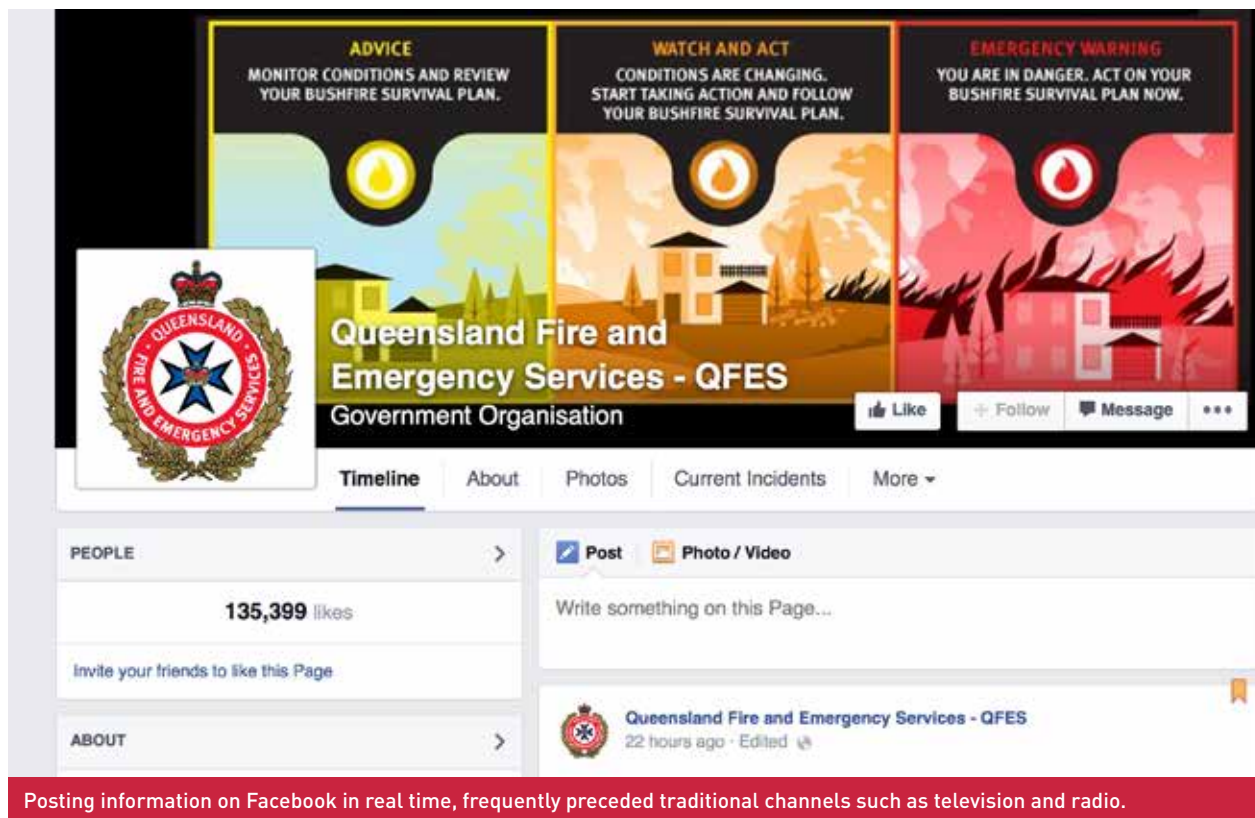 ADVICE
MONITOR CONDITIONS AND REVIEW
YOUR BUSHFIRE SURVIVAL PLAN.
WATCH AND ACT
CONDITIONS ARE CHANGING.
START TAKING ACTION AND FOLLOW
YOUR BUSHFIRE SURVIVAL PLAN.
EMERGENCY WARNING
YOU ARE IN DANGER. ACT ON YOUR
BUSHFIRE SURVIVAL PLAN NOW.
QUEENSLAND
FIRE AND EMERGENCY SERVICES
Queensland Fire and
Emergency Services - QFES
Government Organisation
Like
+ Follow
Message
Timeline
About
Photos
Current Incidents
More
PEOPLE
135,399 likes
Invite your friends to like this Page
ABOUT
Post
Photo / Video
Write something on this Page...
Queensland Fire and Emergency Services - QFES
22 hours ago · Edited
Posting information on Facebook in real time, frequently preceded traditional channels such as television and radio.